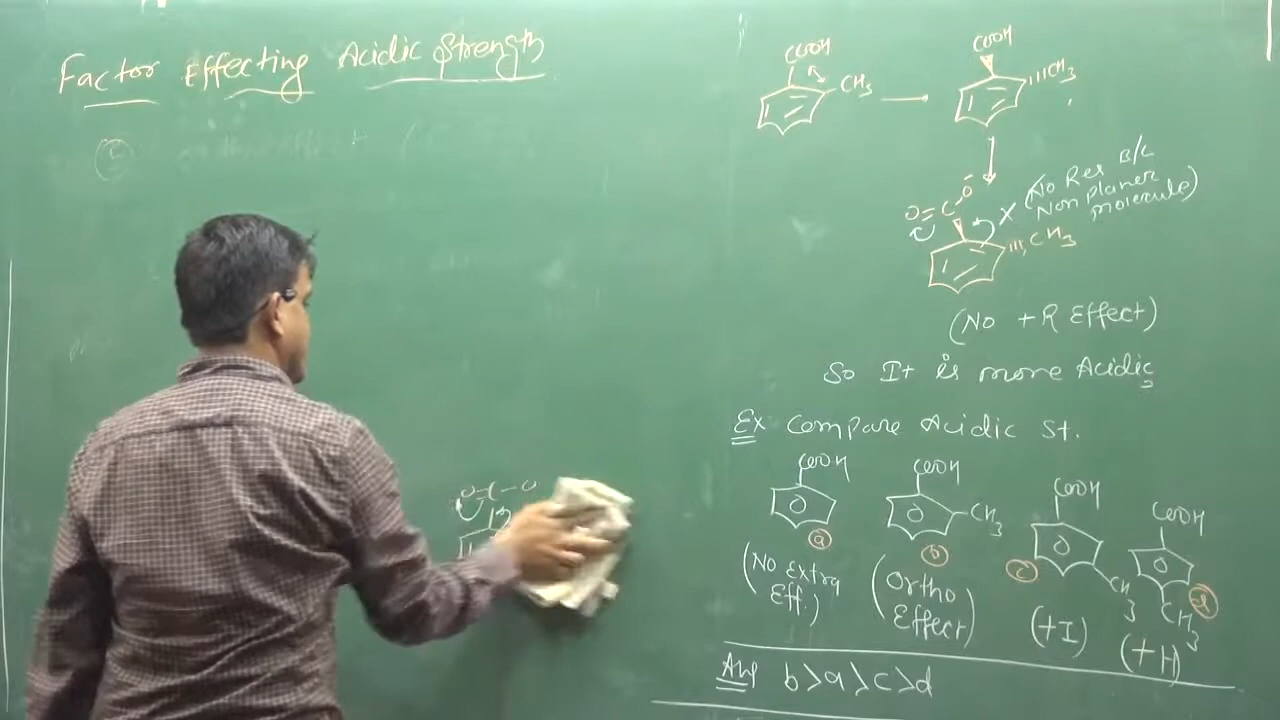 Factor Effecting Acidic Strength
COOH
CH3
COOH
CH3
O=C-O-
X
(No Res B/C
Non planer
molecule)
CH3
(No +R Effect)
So It is more Acidic
Ex Compare Acidic St.
COOH
COOH
CH3
COOH
CH3
COOH
CH3
a
b
c
d
(No Extra
Eff.)
(Ortho
Effect)
(+I)
(+H)
Ans b>a>c>d
O=C-O